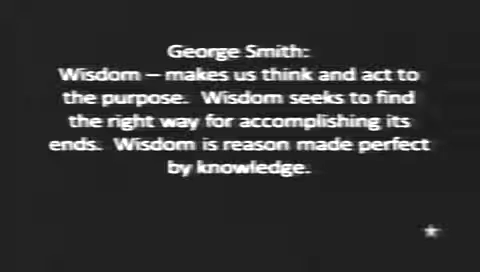 George Smith:
Wisdom – makes us think and act to
the purpose.  Wisdom seeks to find
the right way for accomplishing its
ends.  Wisdom is reason made perfect
by knowledge.